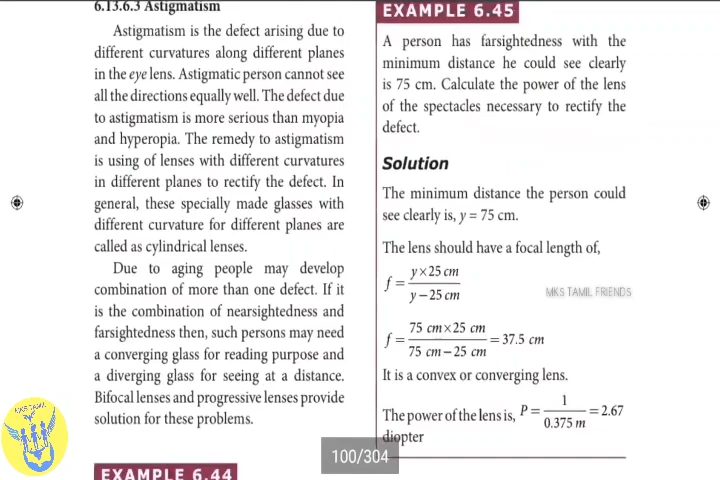 6.13.6.3 Astigmatism
Astigmatism is the defect arising due to
different curvatures along different planes
in the eye lens. Astigmatic person cannot see
all the directions equally well. The defect due
to astigmatism is more serious than myopia
and hyperopia. The remedy to astigmatism
is using of lenses with different curvatures
in different planes to rectify the defect. In
general, these specially made glasses with
different curvature for different planes are
called as cylindrical lenses.
Due to aging people may develop
combination of more than one defect. If it
is the combination of nearsightedness and
farsightedness then, such persons may need
a converging glass for reading purpose and
a diverging glass for seeing at a distance.
Bifocal lenses and progressive lenses provide
solution for these problems.
EXAMPLE 6.44
EXAMPLE 6.45
A person has farsightedness with the
minimum distance he could see clearly
is 75 cm. Calculate the power of the lens
of the spectacles necessary to rectify the
defect.
Solution
The minimum distance the person could
see clearly is, y = 75 cm.
The lens should have a focal length of,
f = y×25 cm / y−25 cm
MKS TAMIL FRIENDS
f = 75 cm×25 cm / 75 cm−25 cm = 37.5 cm
It is a convex or converging lens.
The power of the lens is, P = 1 / 0.375 m = 2.67
diopter
100/304
MKS TAMIL